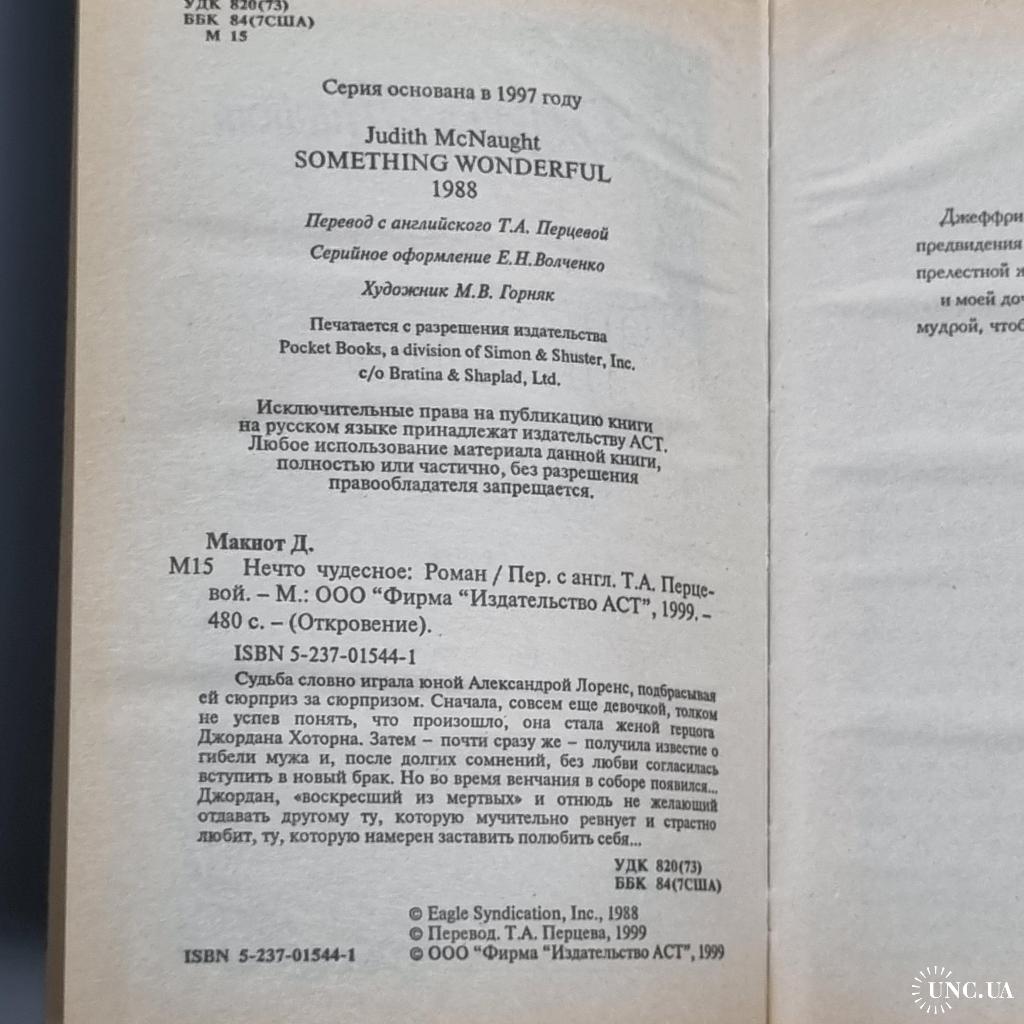 УДК 820(73)
ББК 84(7США)
М 15
Серия основана в 1997 году
Judith McNaught
SOMETHING WONDERFUL
1988
Перевод с английского Т.А. Перцевой
Серийное оформление Е.Н.Волченко
Художник М.В. Горняк
Печатается с разрешения издательства
Pocket Books, a division of Simon & Shuster, Inc.
c/o Bratina & Shaplad, Ltd.
Исключительные права на публикацию книги
на русском языке принадлежат издательству АСТ.
Любое использование материала данной книги,
полностью или частично, без разрешения
правообладателя запрещается.
Макнот Д.
М15 Нечто чудесное: Роман / Пер. с англ. Т.А. Перце-
вой. – М.: ООО “Фирма “Издательство АСТ”, 1999. –
480 с. – (Откровение).
ISBN 5-237-01544-1
Судьба словно играла юной Александрой Лоренс, подбрасывая
ей сюрприз за сюрпризом. Сначала, совсем еще девочкой, толком
не успев понять, что произошло, она стала женой герцога
Джордана Хоторна. Затем – почти сразу же – получила известие о
гибели мужа и, после долгих сомнений, без любви согласилась
вступить в новый брак. Но во время венчания в соборе появился...
Джордан, «воскресший из мертвых» и отнюдь не желающий
отдавать другому ту, которую мучительно ревнует и страстно
любит, ту, которую намерен заставить полюбить себя...
УДК 820(73)
ББК 84(7США)
© Eagle Syndication, Inc., 1988
© Перевод. Т.А. Перцева, 1999
ISBN 5-237-01544-1 © ООО “Фирма “Издательство АСТ”, 1999
Джеффри
предвидения
прелестной
и моей
мудрой,
UNC.UA